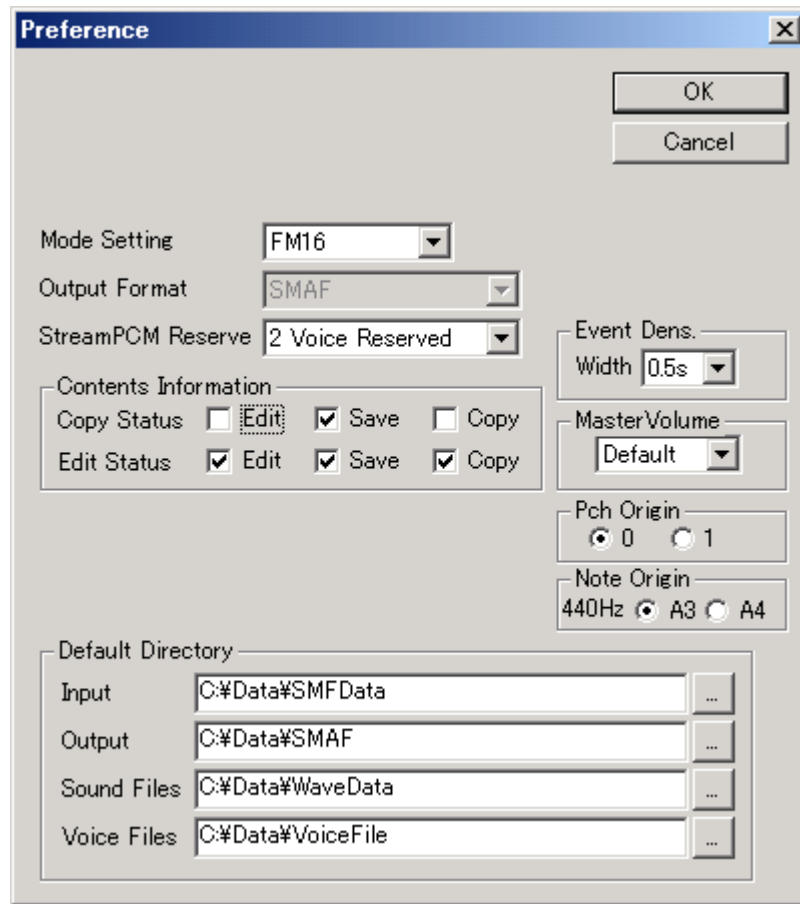 Preference
OK
Cancel
Mode Setting FM16
Output Format SMAF
StreamPCM Reserve 2 Voice Reserved
Event Dens.
Width 0.5s
Contents Information
Copy Status Edit Save Copy
Edit Status Edit Save Copy
MasterVolume
Default
Pch Origin
0 1
Note Origin
440Hz A3 A4
Default Directory
Input C:¥Data¥SMFData ...
Output C:¥Data¥SMAF ...
Sound Files C:¥Data¥WaveData ...
Voice Files C:¥Data¥VoiceFile ...